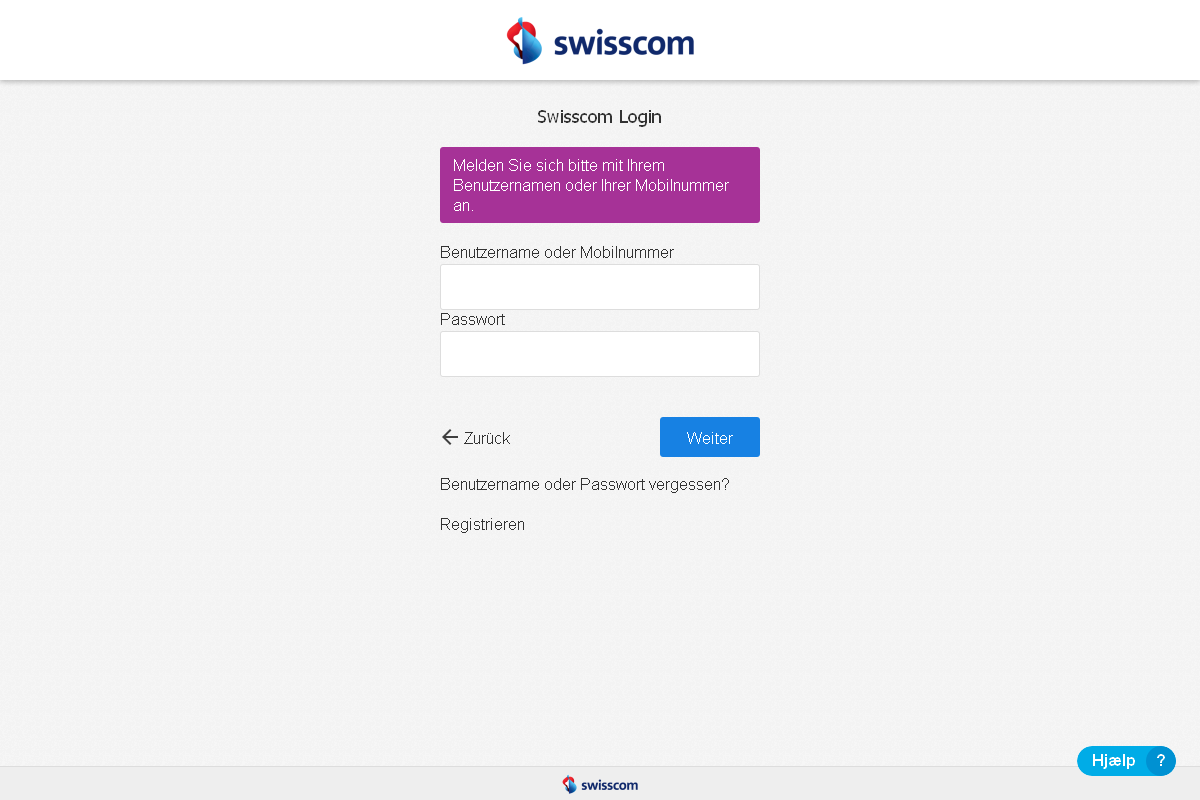 swisscom
Swisscom Login
Melden Sie sich bitte mit Ihrem
Benutzernamen oder Ihrer Mobilnummer
an.
Benutzername oder Mobilnummer
Passwort
Zurück
Weiter
Benutzername oder Passwort vergessen?
Registrieren
Hjælp ?
swisscom